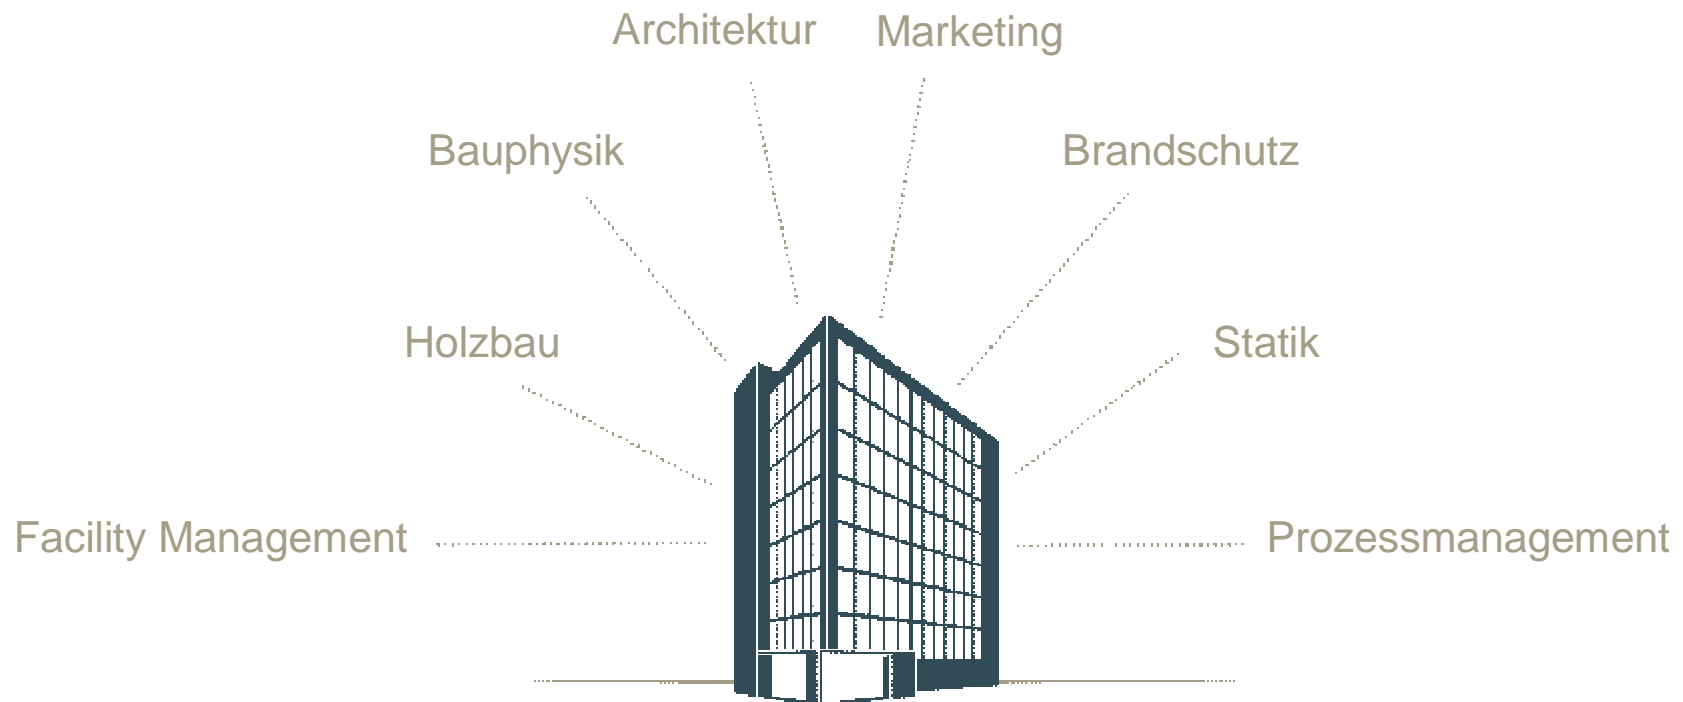 Architektur Marketing
Bauphysik Brandschutz
Holzbau Statik
Facility Management Prozessmanagement